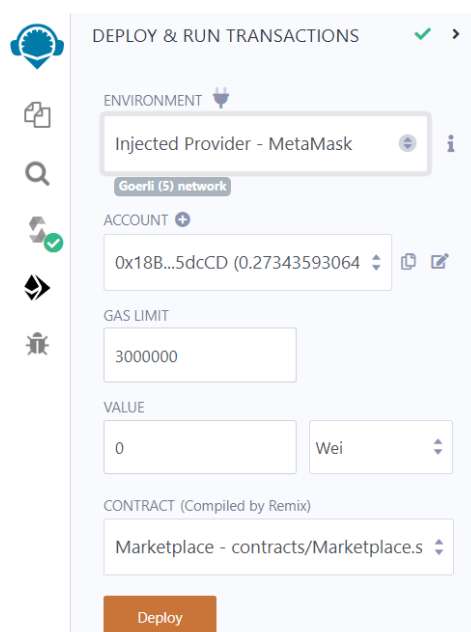 DEPLOY & RUN TRANSACTIONS
ENVIRONMENT
Injected Provider - MetaMask
i
Goerli (5) network
ACCOUNT
0x18B...5dcCD (0.27343593064
GAS LIMIT
3000000
VALUE
0 Wei
CONTRACT (Compiled by Remix)
Marketplace - contracts/Marketplace.s
Deploy